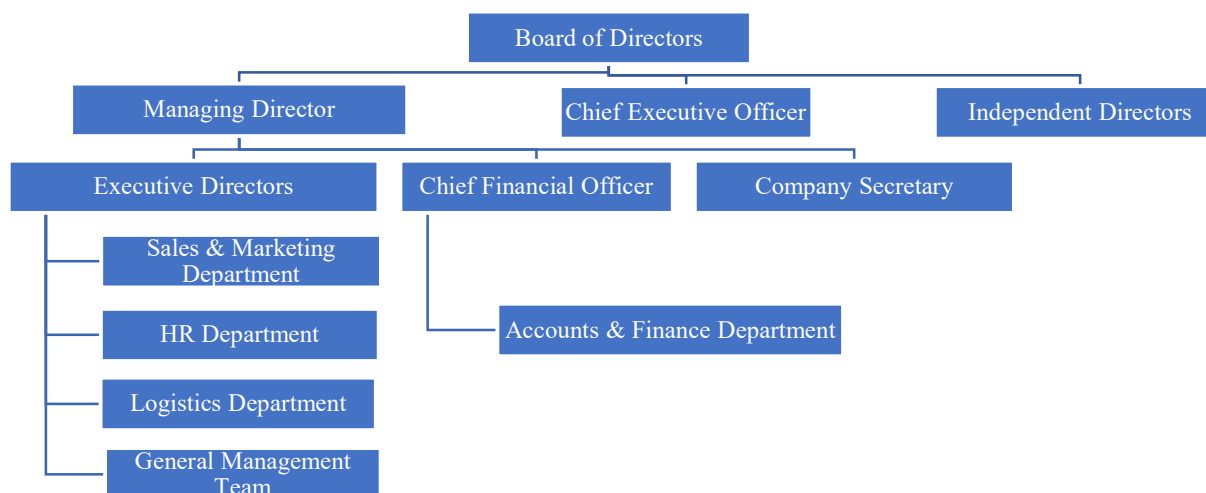 Board of Directors
Managing Director
Chief Executive Officer
Independent Directors
Executive Directors
Chief Financial Officer
Company Secretary
Sales & Marketing
Department
HR Department
Accounts & Finance Department
Logistics Department
General Management
Team